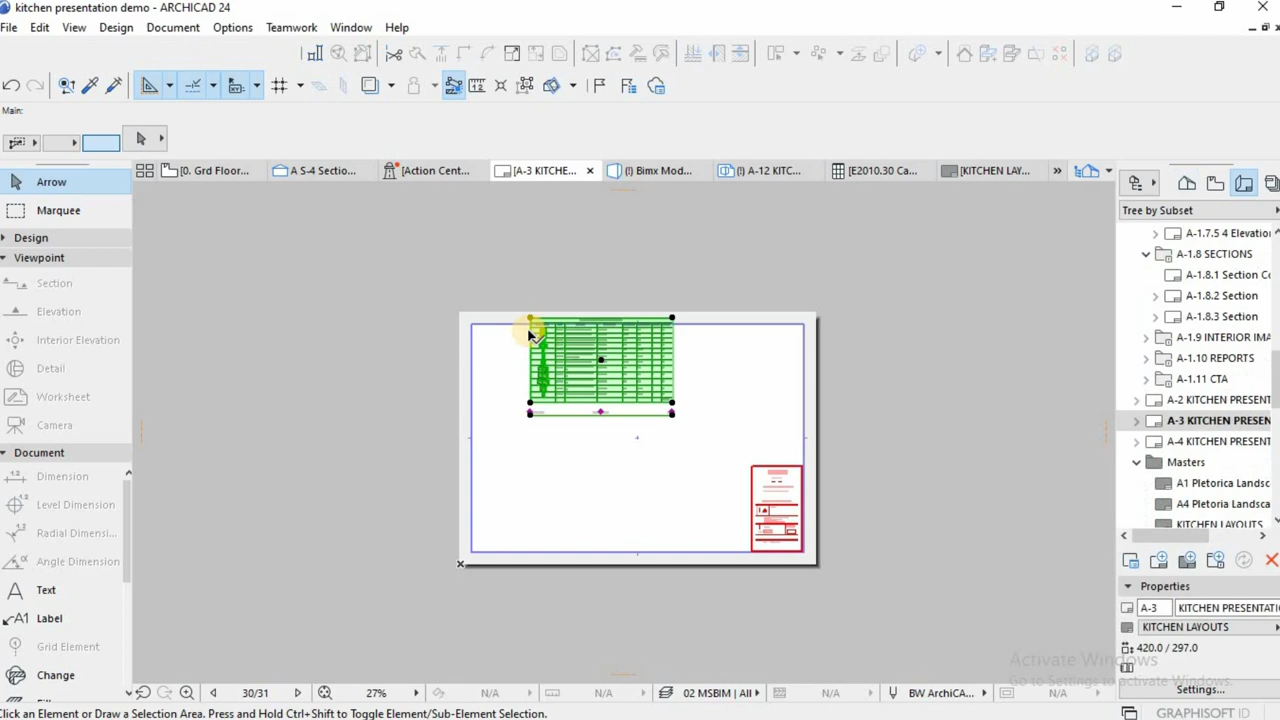 kitchen presentation demo - ARCHICAD 24
File Edit View Design Document Options Teamwork Window Help
Main:
[0. Grd Floor... A S-4 Sectio... [Action Cent... [A-3 KITCHE... (!) Bimx Mod... (!) A-12 KITC... [E2010.30 Ca... [KITCHEN LAY...
Arrow
Marquee
Design
Viewpoint
Section
Elevation
Interior Elevation
Detail
Worksheet
Camera
Document
Dimension
Level Dimension
Radial Dimensi...
Angle Dimension
A Text
A1 Label
Grid Element
Change
Tree by Subset
A-1.7.5 4 Elevation
A-1.8 SECTIONS
A-1.8.1 Section Co
A-1.8.2 Section
A-1.8.3 Section
A-1.9 INTERIOR IMA
A-1.10 REPORTS
A-1.11 CTA
A-2 KITCHEN PRESENT
A-3 KITCHEN PRESEN
A-4 KITCHEN PRESENT
Masters
A1 Pletorica Landsc
A4 Pletorica Landsca
KITCHEN LAYOUTS
Properties
A-3 KITCHEN PRESENTATI
KITCHEN LAYOUTS
420.0 / 297.0
Activate Windows
Go to Settings to activate Windows.
Settings...
30/31 27% N/A N/A 02 MSBIM | All N/A BW ArchiCA... N/A
Click an Element or Draw a Selection Area. Press and Hold Ctrl+Shift to Toggle Element/Sub-Element Selection.
GRAPHISOFT ID